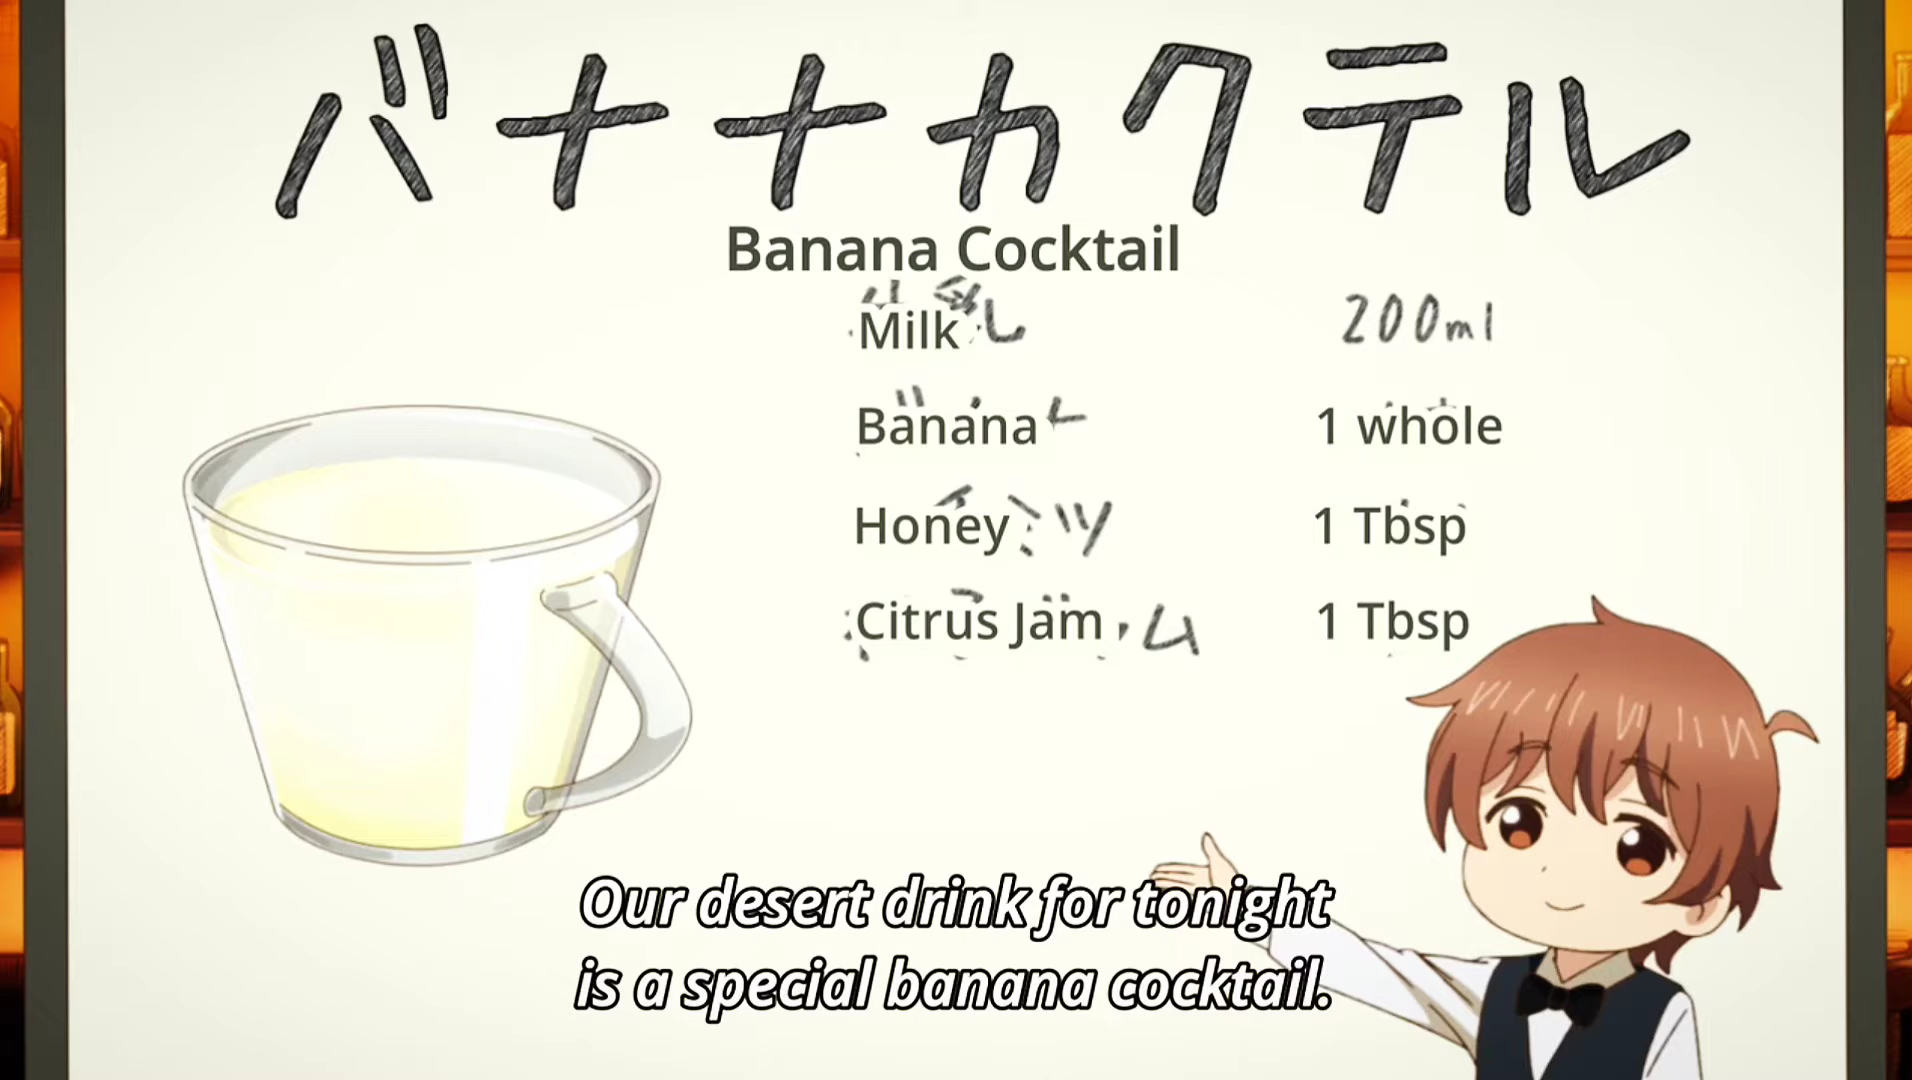 バナナカクテル
Banana Cocktail
Milk 200ml
Banana 1 whole
Honey 1 Tbsp
Citrus Jam 1 Tbsp
Our desert drink for tonight
is a special banana cocktail.